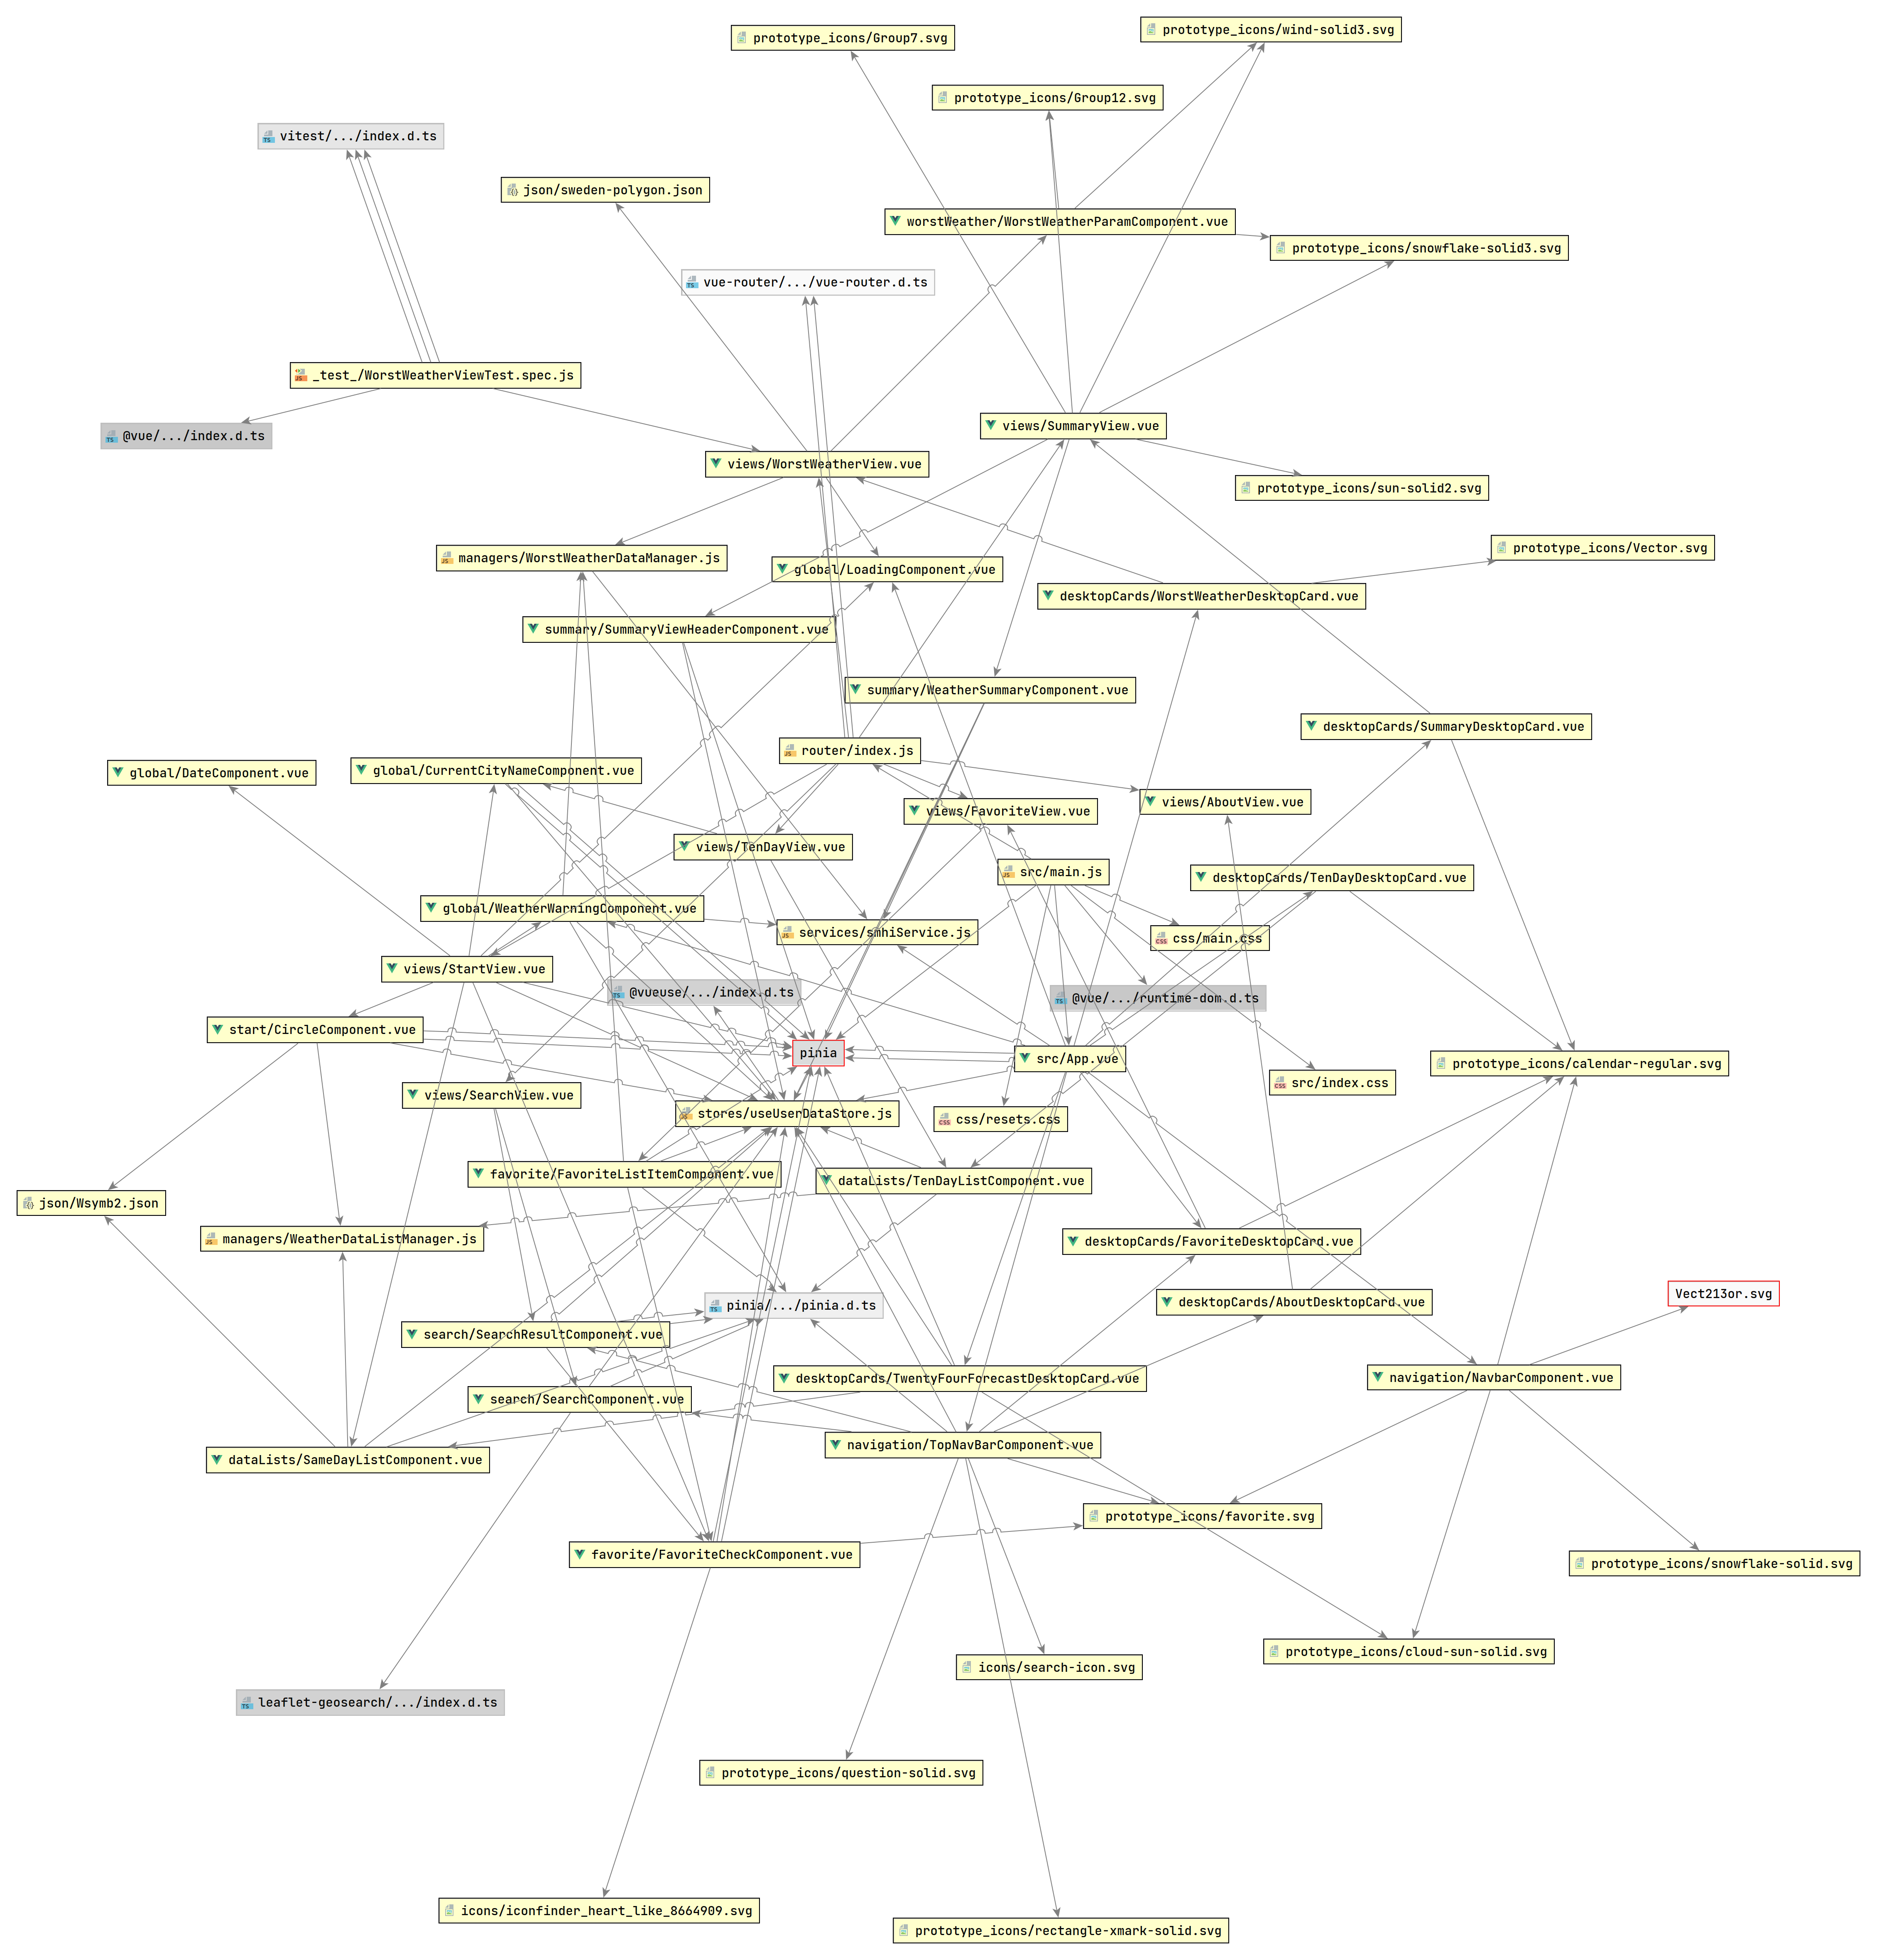 prototype_icons/wind-solid3.svg
prototype_icons/Group7.svg
prototype_icons/Group12.svg
vitest/.../index.d.ts
json/sweden-polygon.json
worstWeather/WorstWeatherParamComponent.vue
prototype_icons/snowflake-solid3.svg
vue-router/.../vue-router.d.ts
_test_/WorstWeatherViewTest.spec.js
views/SummaryView.vue
@vue/.../index.d.ts
views/WorstWeatherView.vue
prototype_icons/sun-solid2.svg
prototype_icons/Vector.svg
managers/WorstWeatherDataManager.js
global/LoadingComponent.vue
desktopCards/WorstWeatherDesktopCard.vue
summary/SummaryViewHeaderComponent.vue
summary/WeatherSummaryComponent.vue
desktopCards/SummaryDesktopCard.vue
router/index.js
global/DateComponent.vue
global/CurrentCityNameComponent.vue
views/AboutView.vue
views/FavoriteView.vue
views/TenDayView.vue
src/main.js
desktopCards/TenDayDesktopCard.vue
global/WeatherWarningComponent.vue
services/smhiService.js
css/main.css
views/StartView.vue
@vueuse/.../index.d.ts
@vue/.../runtime-dom.d.ts
start/CircleComponent.vue
pinia
src/App.vue
prototype_icons/calendar-regular.svg
src/index.css
views/SearchView.vue
stores/useUserDataStore.js
css/resets.css
favorite/FavoriteListItemComponent.vue
dataLists/TenDayListComponent.vue
json/Wsymb2.json
managers/WeatherDataListManager.js
desktopCards/FavoriteDesktopCard.vue
Vect213or.svg
desktopCards/AboutDesktopCard.vue
pinia/.../pinia.d.ts
search/SearchResultComponent.vue
desktopCards/TwentyFourForecastDesktopCard.vue
navigation/NavbarComponent.vue
search/SearchComponent.vue
navigation/TopNavBarComponent.vue
dataLists/SameDayListComponent.vue
prototype_icons/favorite.svg
favorite/FavoriteCheckComponent.vue
prototype_icons/snowflake-solid.svg
prototype_icons/cloud-sun-solid.svg
icons/search-icon.svg
leaflet-geosearch/.../index.d.ts
prototype_icons/question-solid.svg
icons/iconfinder_heart_like_8664909.svg
prototype_icons/rectangle-xmark-solid.svg